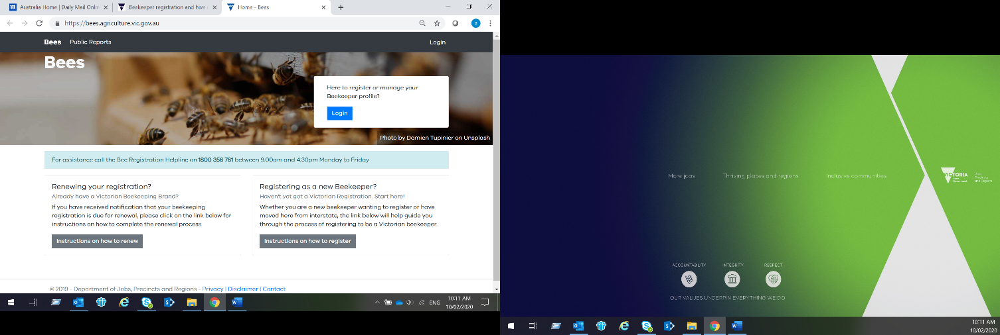 Australia Home | Daily Mail Onlin
Beekeeper registration and hive
Home - Bees
https://bees.agriculture.vic.gov.au
a
Bees
Public Reports
Login
Bees
Here to register or manage your
Beekeeper profile?
Login
Photo by Damien Tupinier on Unsplash
For assistance call the Bee Registration Helpline on 1800 356 761 between 9.00am and 4.30pm Monday to Friday
Renewing your registration?
Already have a Victorian Beekeeping Brand?
If you have received notification that your beekeeping
registration is due for renewal, please click on the link below for
instructions on how to complete the renewal process.
Instructions on how to renew
Registering as a new Beekeeper?
Haven't yet got a Victorian Registration. Start here!
Whether you are a new beekeeper wanting to register or have
moved here from interstate, the link below will help guide you
through the process of registering to be a Victorian beekeeper.
Instructions on how to register
© 2019 - Department of Jobs, Precincts and Regions - Privacy | Disclaimer | Contact
ENG
10:11 AM
10/02/2020
More jobs
Thriving places and regions
Inclusive communities
VICTORIA
State
Government
Jobs,
Precincts
and Regions
ACCOUNTABILITY
INTEGRITY
RESPECT
OUR VALUES UNDERPIN EVERYTHING WE DO
10:11 AM
10/02/2020